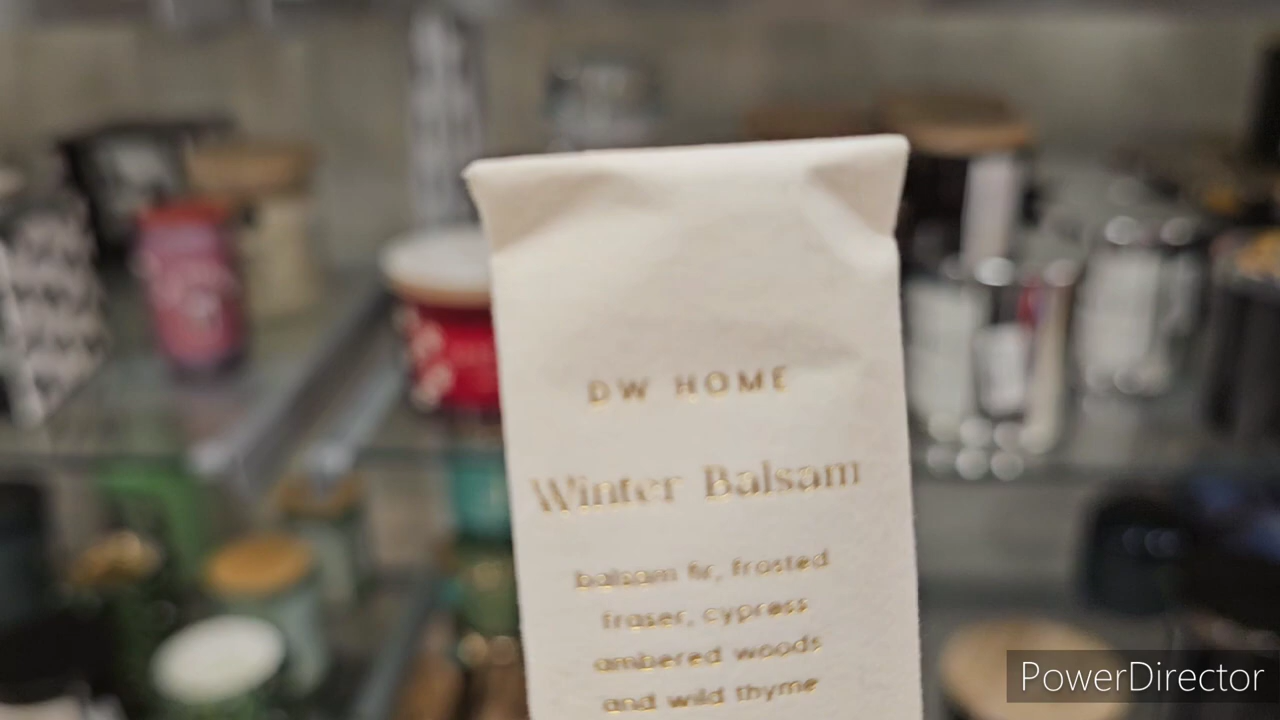 DW HOME
Winter Balsam
balsam fir, frosted
fraser, cypress
ambered woods
and wild thyme
PowerDirector